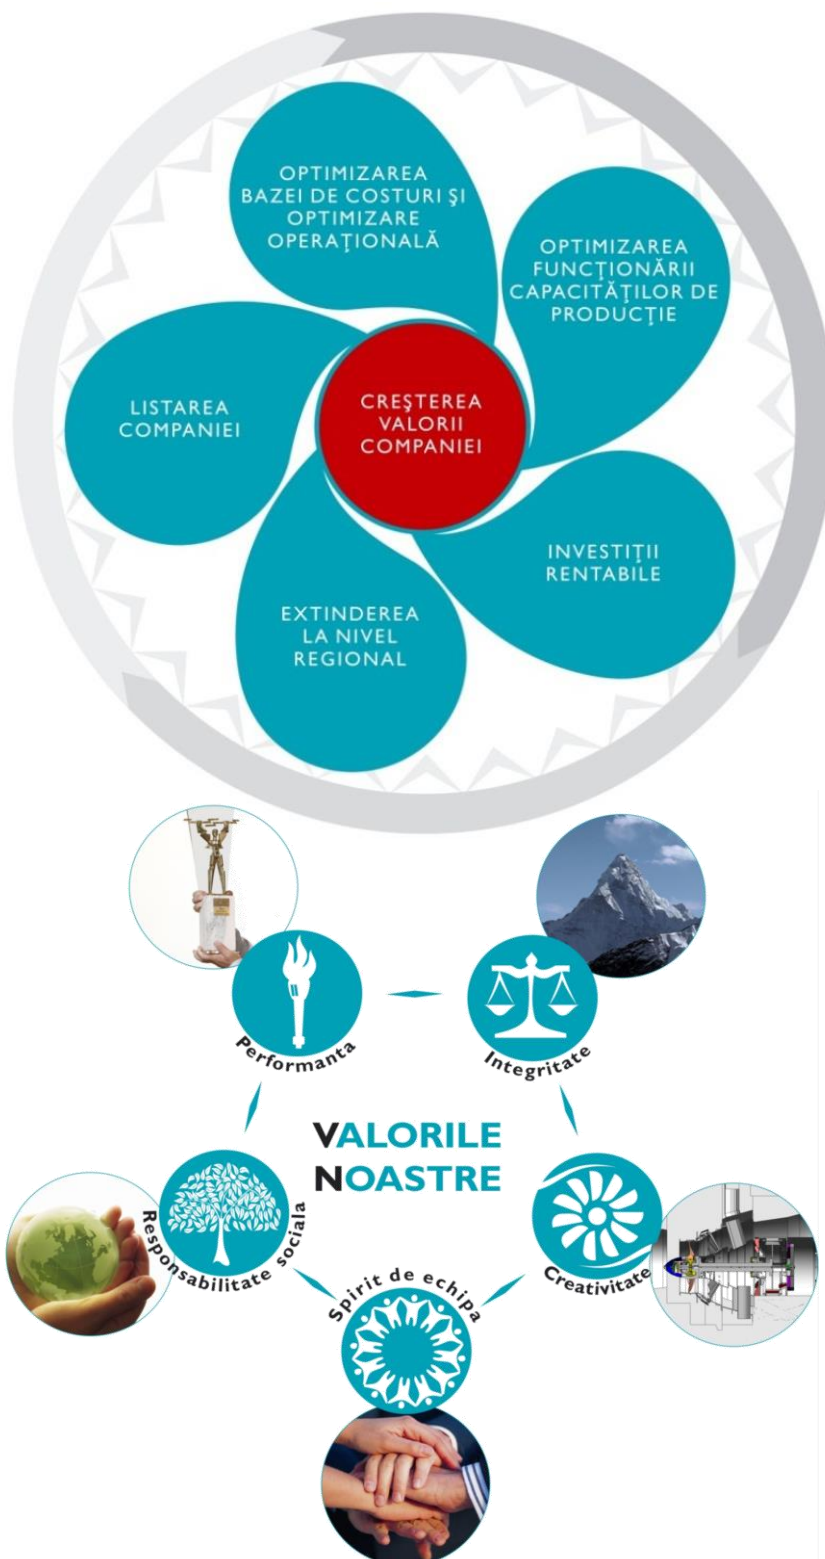 OPTIMIZAREA
BAZEI DE COSTURI ŞI
OPTIMIZARE
OPERAŢIONALĂ
OPTIMIZAREA
FUNCŢIONĂRII
CAPACITĂŢILOR DE
PRODUCŢIE
LISTAREA
COMPANIEI
CREŞTEREA
VALORII
COMPANIEI
INVESTIŢII
RENTABILE
EXTINDEREA
LA NIVEL
REGIONAL
Performanta
Integritate
VALORILE
NOASTRE
Responsabilitate sociala
Creativitate
Spirit de echipa